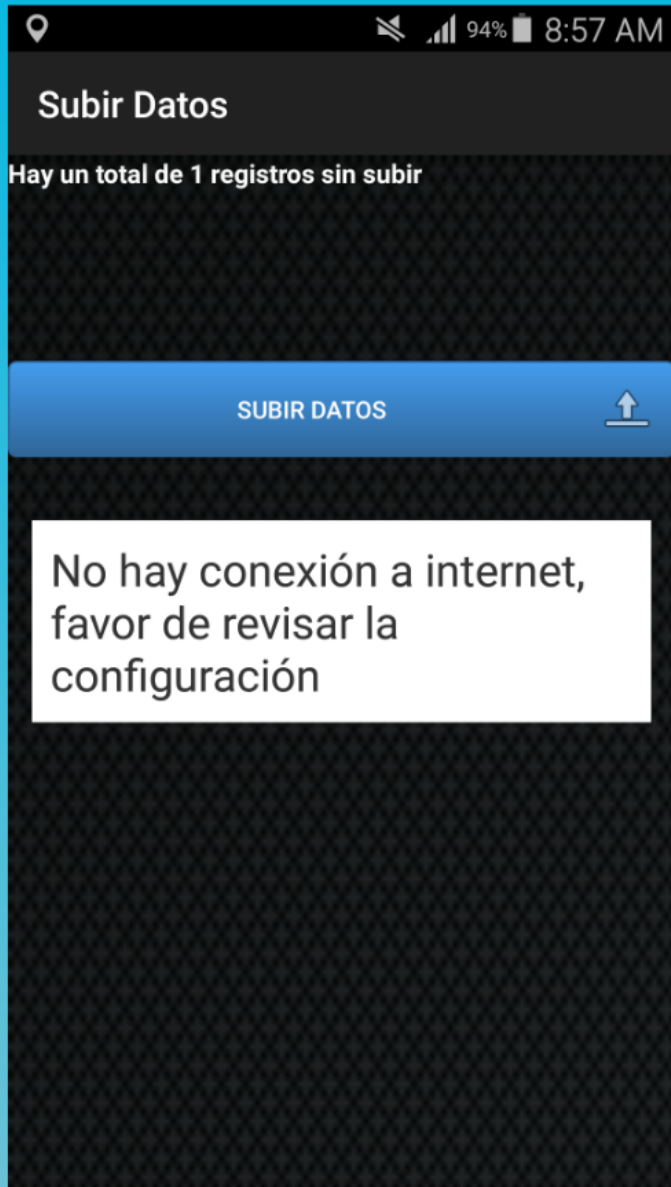 94% 8:57 AM
Subir Datos
Hay un total de 1 registros sin subir
SUBIR DATOS
No hay conexión a internet,
favor de revisar la
configuración